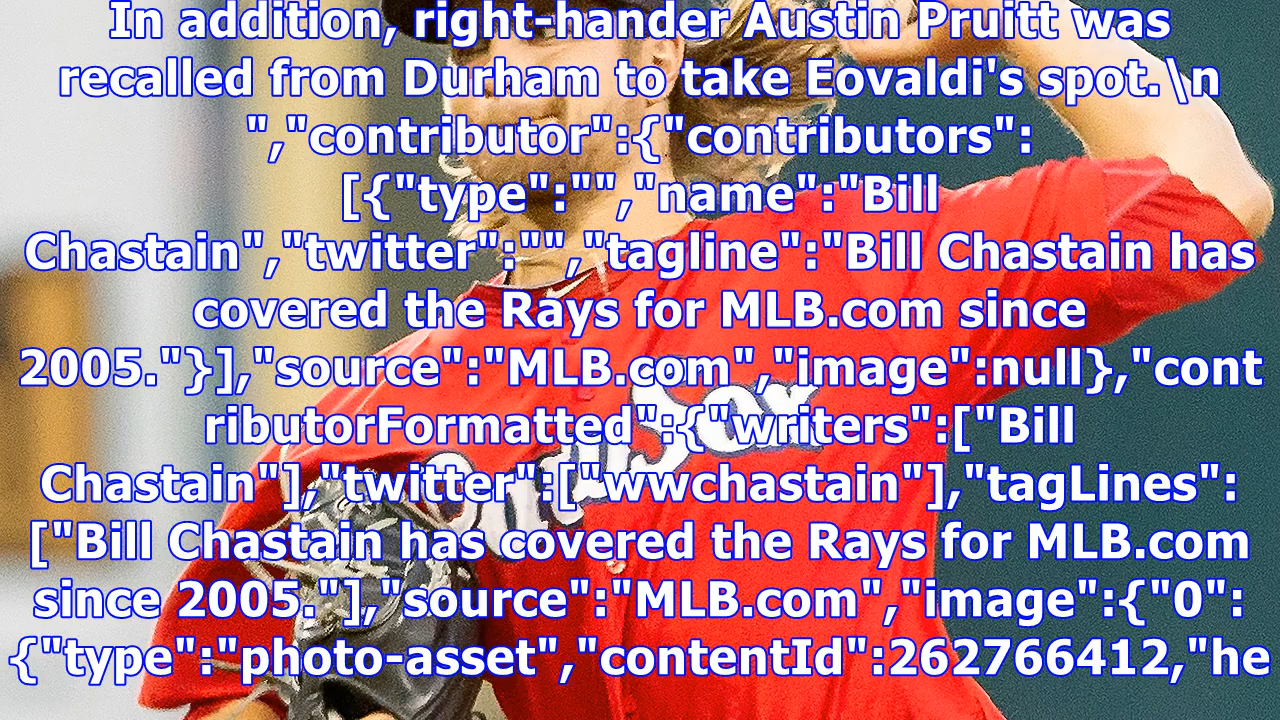 In addition, right-hander Austin Pruitt was
recalled from Durham to take Eovaldi's spot.\n
","contributor":{"contributors":
[{"type":"","name":"Bill
Chastain","twitter":"","tagline":"Bill Chastain has
covered the Rays for MLB.com since
2005."}],"source":"MLB.com","image":null},"cont
ributorFormatted":{"writers":["Bill
Chastain"],"twitter":["wwchastain"],"tagLines":
["Bill Chastain has covered the Rays for MLB.com
since 2005."],"source":"MLB.com","image":{"0":
{"type":"photo-asset","contentId":262766412,"he